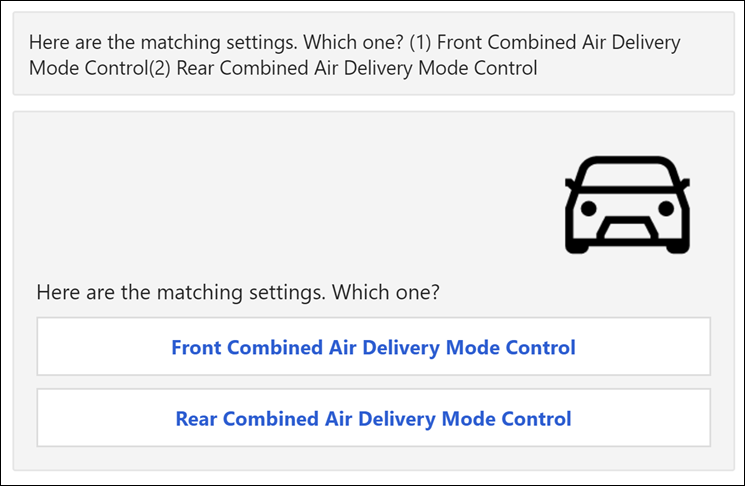 Here are the matching settings. Which one? (1) Front Combined Air Delivery
Mode Control(2) Rear Combined Air Delivery Mode Control
Here are the matching settings. Which one?
Front Combined Air Delivery Mode Control
Rear Combined Air Delivery Mode Control